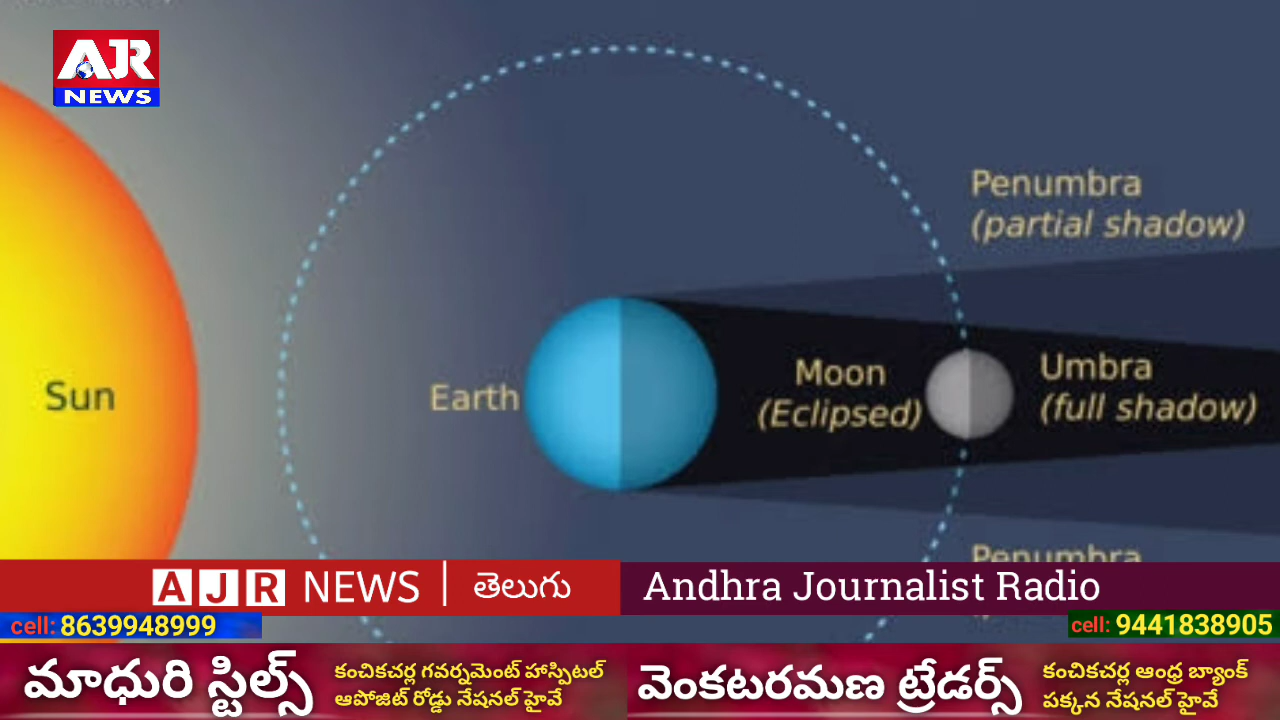 AJR
NEWS
Penumbra
(partial shadow)
Sun
Earth
Moon
(Eclipsed)
Umbra
(full shadow)
Penumbra
AJR NEWS | తెలుగు
Andhra Journalist Radio
cell: 8639948999
cell: 9441838905
మాధురి స్టిల్స్
కంచికచర్ల గవర్నమెంట్ హాస్పిటల్
ఆపోజిట్ రోడ్డు నేషనల్ హైవే
వెంకటరమణ ట్రేడర్స్
కంచికచర్ల ఆంధ్ర బ్యాంక్
పక్కన నేషనల్ హైవే